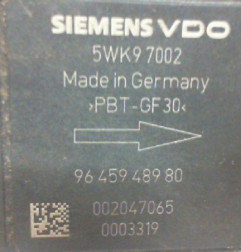 SIEMENS VDO
5WK9 7002
Made in Germany
>PBT-GF30<
96 459 489 80
002047065
0003319